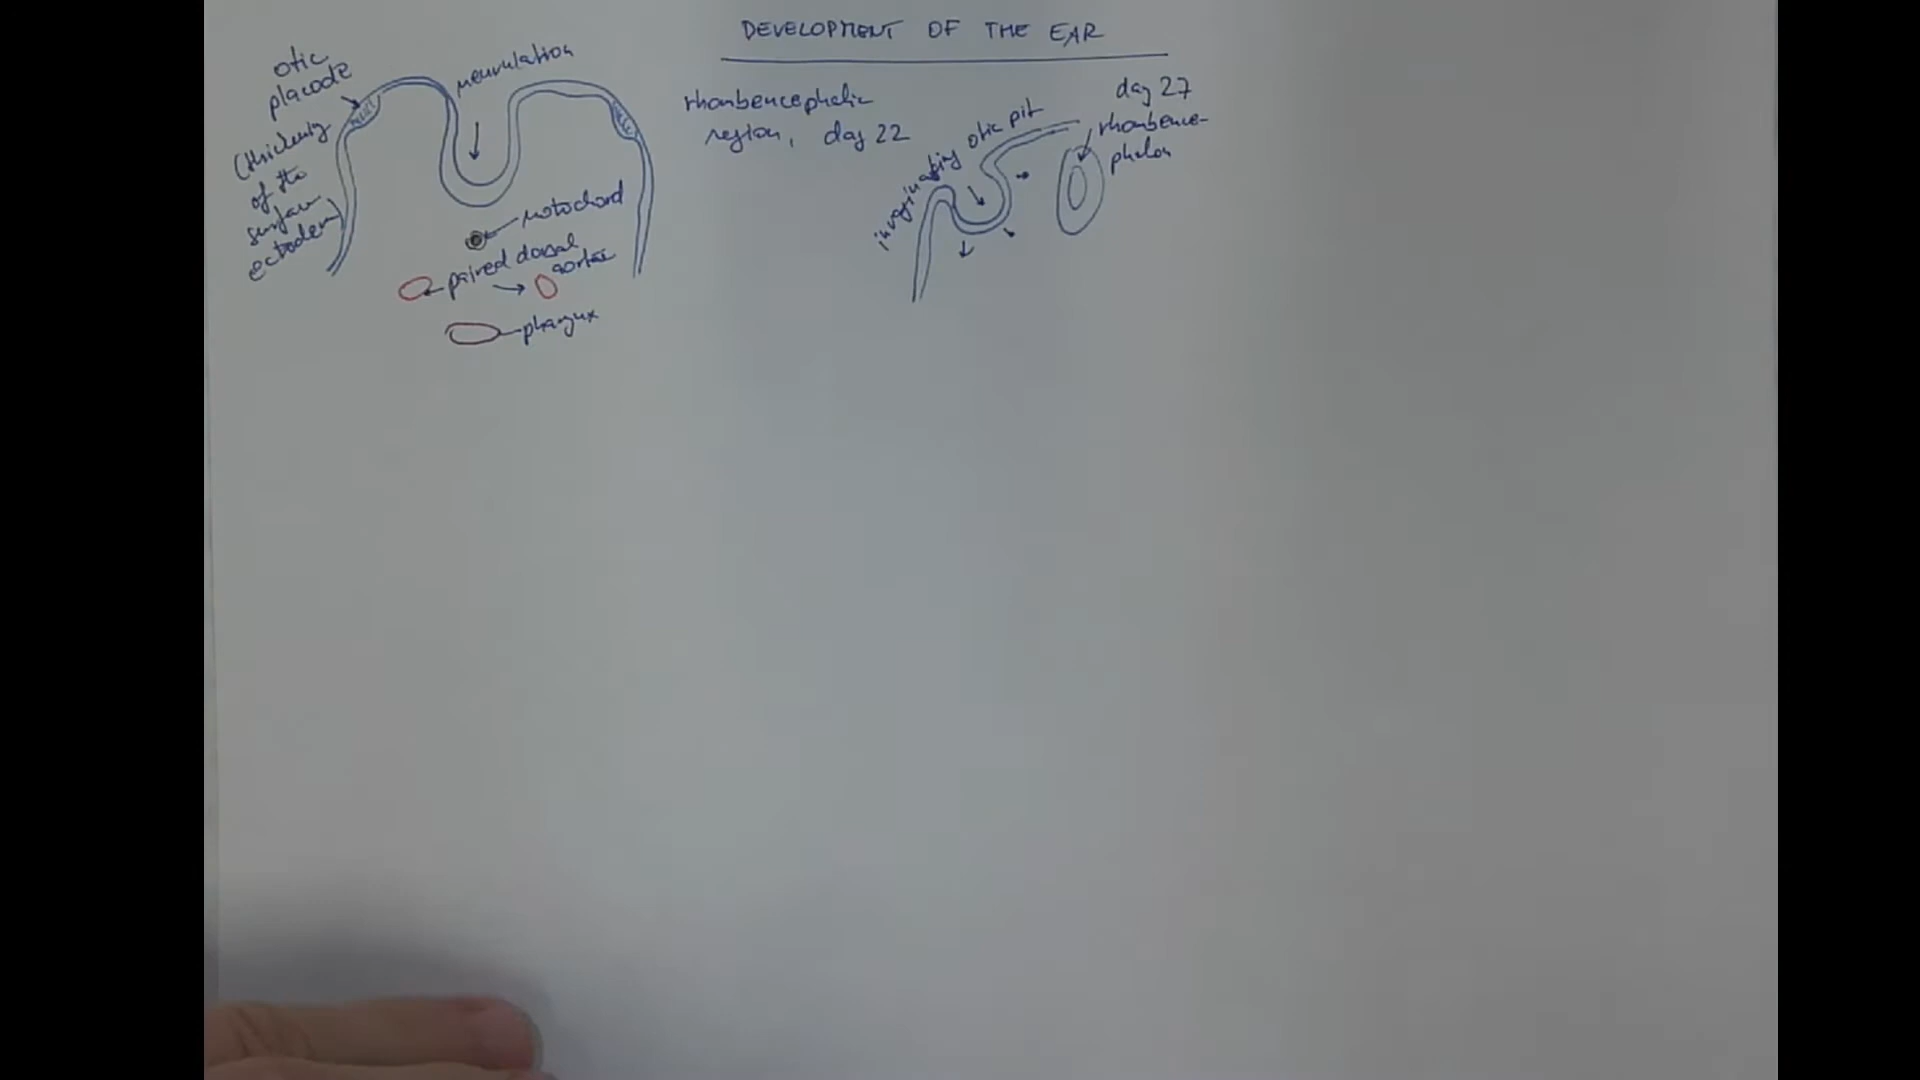 DEVELOPMENT OF THE EAR
otic
placode
(thickening
of the
surface
ectoderm)
neurulation
notochord
paired dorsal
aortae
pharynx
rhombencephalic
region, day 22
invaginating otic pit
day 27
rhombence-
phalon